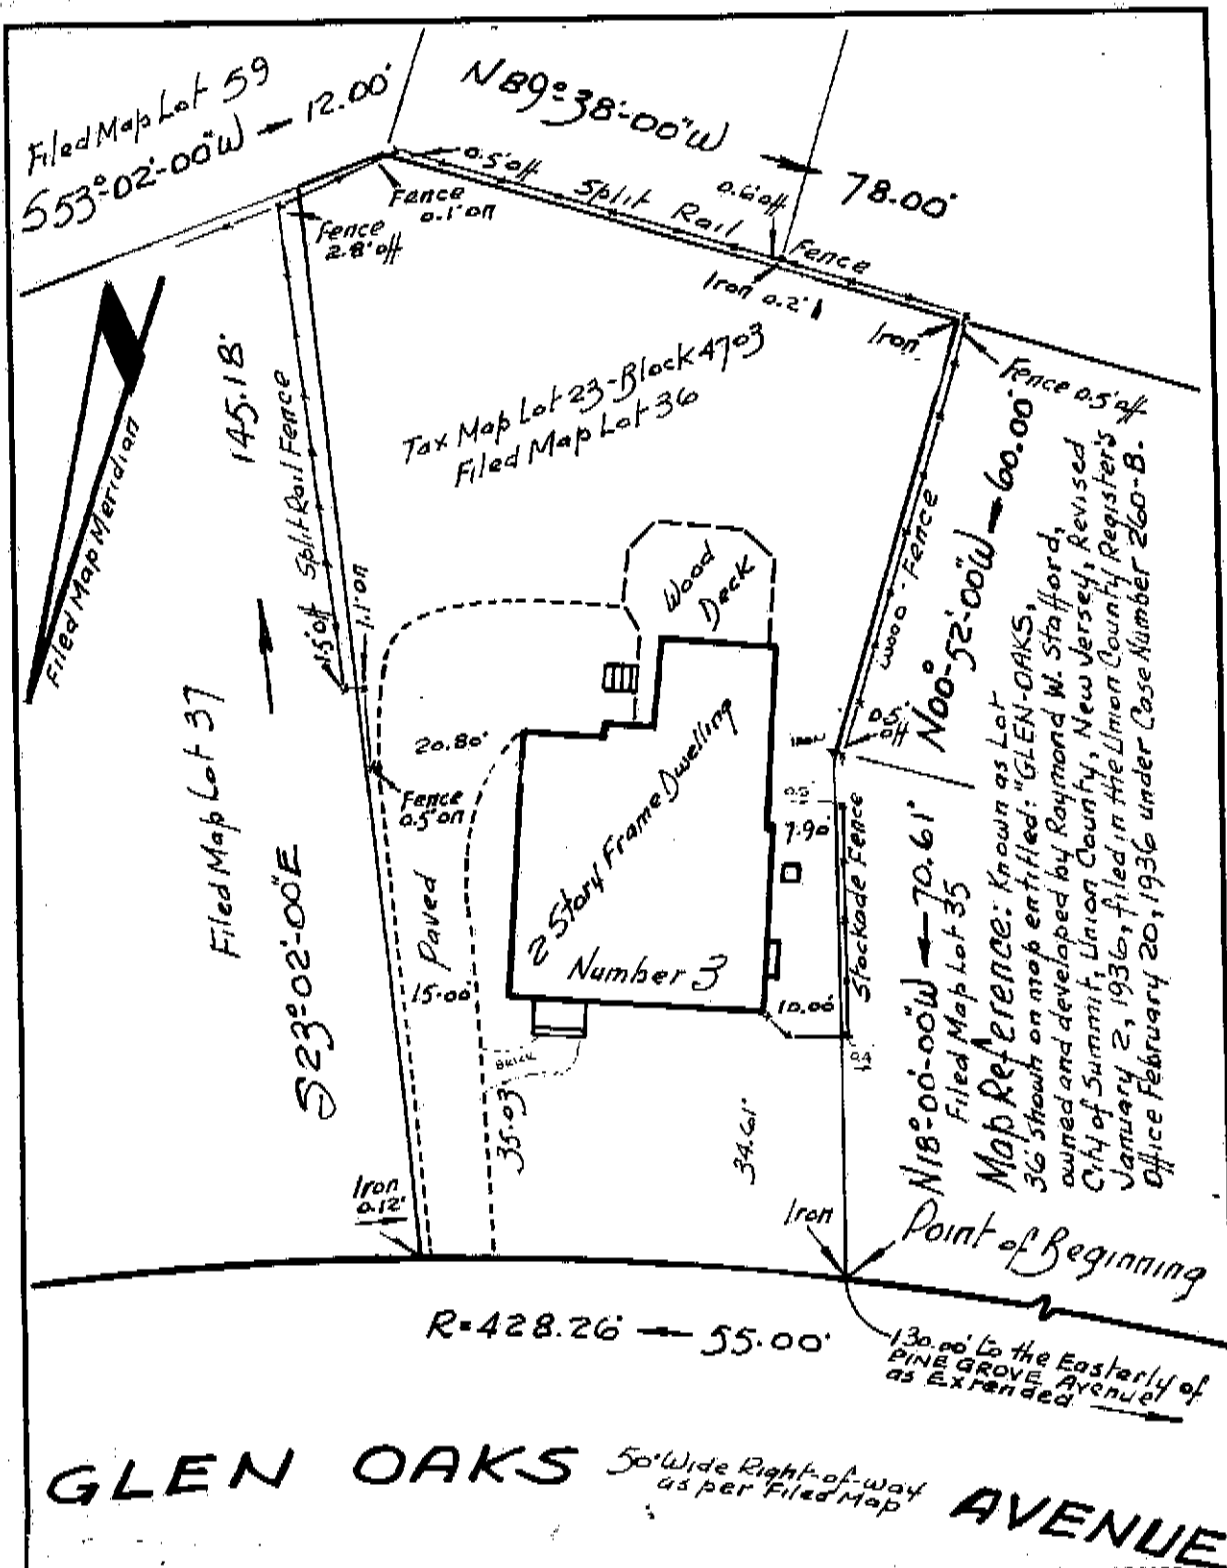 Filed Map Lot 59
S53°-02'-00"W 12.00'
N89°-38'-00"W 78.00'
0.5' off
Split Rail Fence
0.6' off
Fence
0.1' on
Fence
2.8' off
Iron 0.2'
Iron
Fence 0.5' off
Filed Map Meridian
145.18'
Split Rail Fence
Tax Map Lot 23-Block 4703
Filed Map Lot 36
Wood Fence
N00°-52'-00"W 60.00'
Wood
Deck
1.5' off
1.1' on
Filed Map Lot 37
S23°-02'-00"E
20.80'
Fence
0.5' on
Paved
15.00'
2 Story Frame Dwelling
Number 3
Iron
0.5'
off
0.5'
7.90'
Stockade Fence
10.00'
BRICK
35.03'
34.61'
N18°-00'-00"W 70.61'
Filed Map Lot 35
Map Reference: Known as Lot
36 shown on map entitled: "GLEN-OAKS,
owned and developed by Raymond W. Stafford,
City of Summit, Union County, New Jersey, Revised
January 2, 1936, filed in the Union County Register's
Office February 20, 1936 under Case Number 260-B.
Iron
0.12'
Iron
Point of Beginning
R=428.26' 55.00'
130.00' to the Easterly of
PINE GROVE Avenue
as Extended
GLEN OAKS AVENUE
50' Wide Right-of-way
as per Filed Map